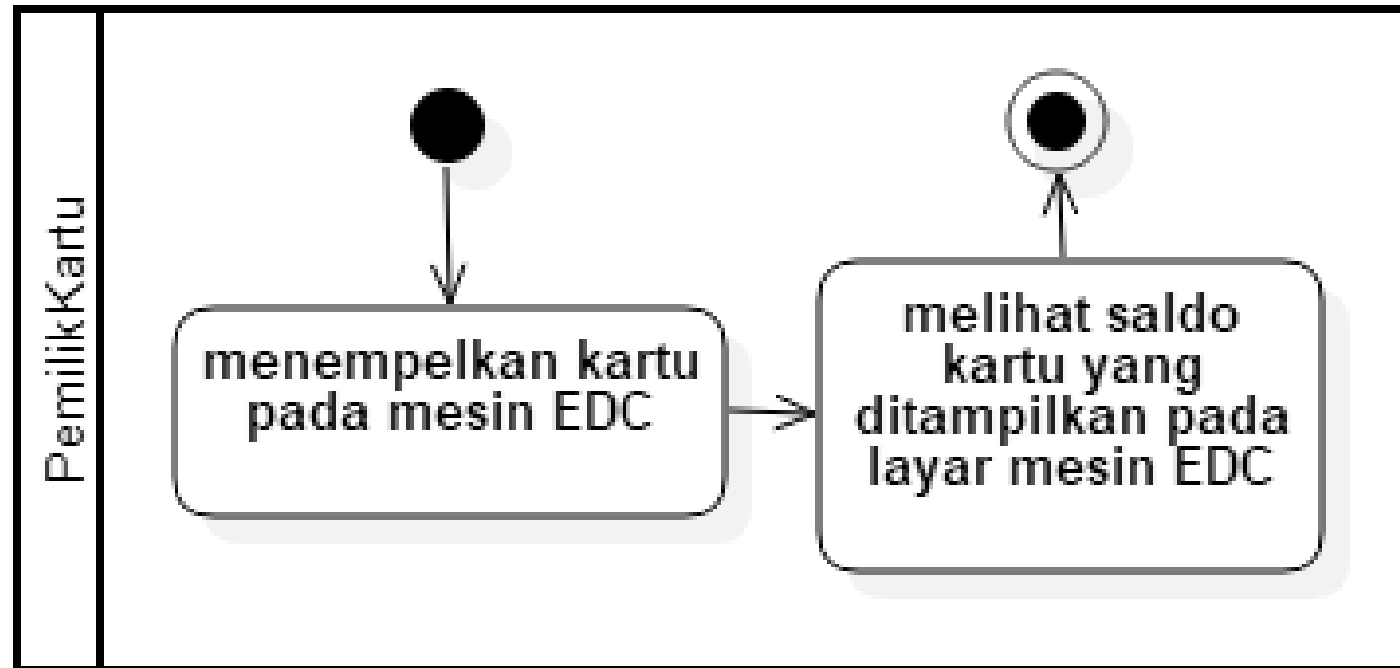 PemilikKartu
menempelkan kartu
pada mesin EDC
melihat saldo
kartu yang
ditampilkan pada
layar mesin EDC